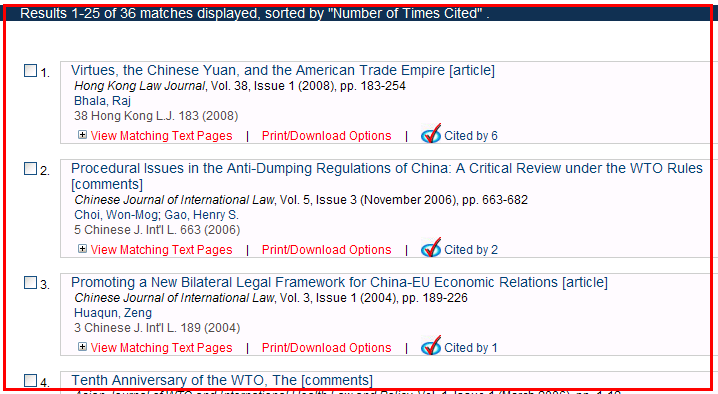 Results 1-25 of 36 matches displayed, sorted by "Number of Times Cited" .
1. Virtues, the Chinese Yuan, and the American Trade Empire [article]
Hong Kong Law Journal, Vol. 38, Issue 1 (2008), pp. 183-254
Bhala, Raj
38 Hong Kong L.J. 183 (2008)
View Matching Text Pages | Print/Download Options | Cited by 6
2. Procedural Issues in the Anti-Dumping Regulations of China: A Critical Review under the WTO Rules
[comments]
Chinese Journal of International Law, Vol. 5, Issue 3 (November 2006), pp. 663-682
Choi, Won-Mog; Gao, Henry S.
5 Chinese J. Int'l L. 663 (2006)
View Matching Text Pages | Print/Download Options | Cited by 2
3. Promoting a New Bilateral Legal Framework for China-EU Economic Relations [article]
Chinese Journal of International Law, Vol. 3, Issue 1 (2004), pp. 189-226
Huaqun, Zeng
3 Chinese J. Int'l L. 189 (2004)
View Matching Text Pages | Print/Download Options | Cited by 1
4. Tenth Anniversary of the WTO, The [comments]